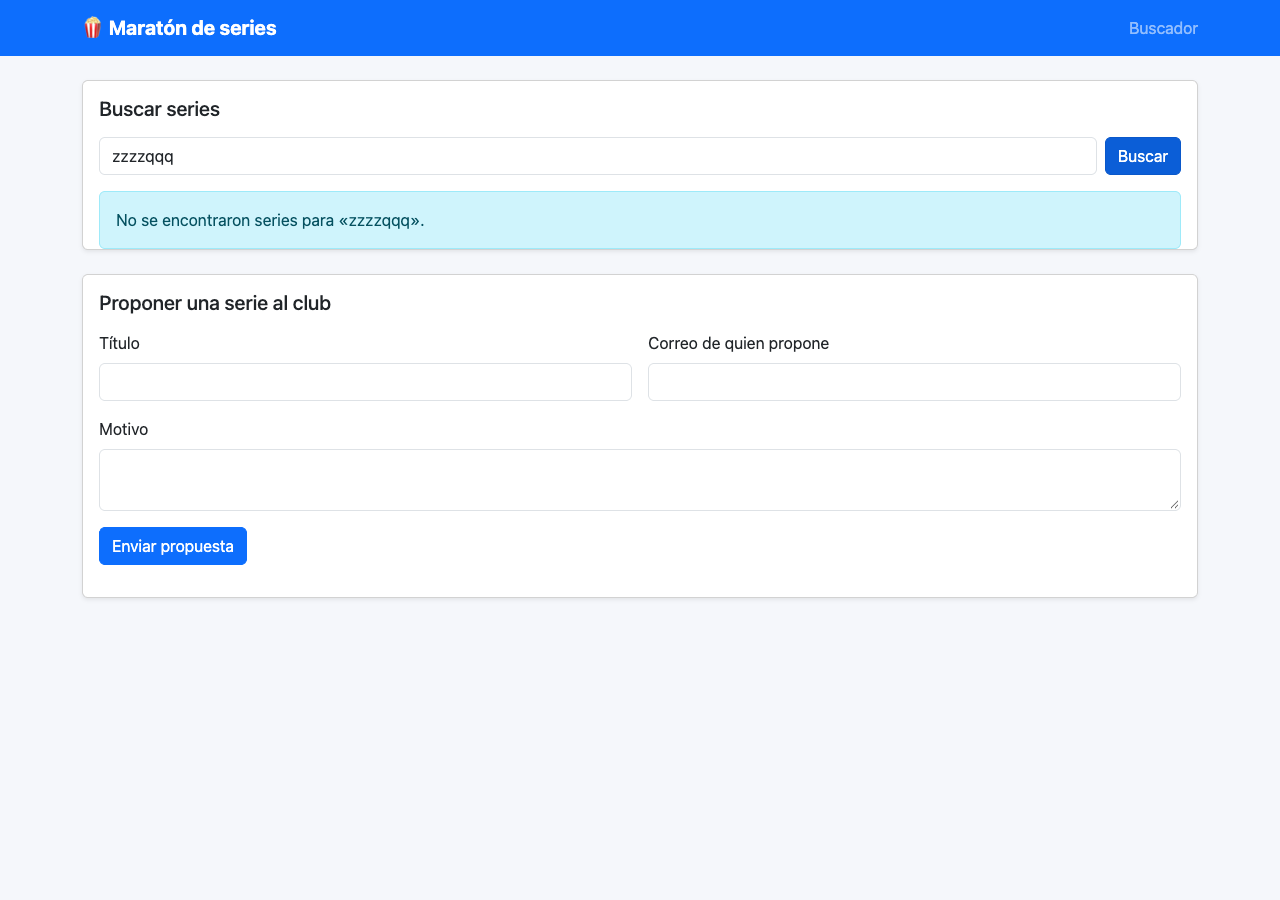 🍿 Maratón de series
Buscador
Buscar series
zzzzqqq
Buscar
No se encontraron series para «zzzzqqq».
Proponer una serie al club
Título
Correo de quien propone
Motivo
Enviar propuesta